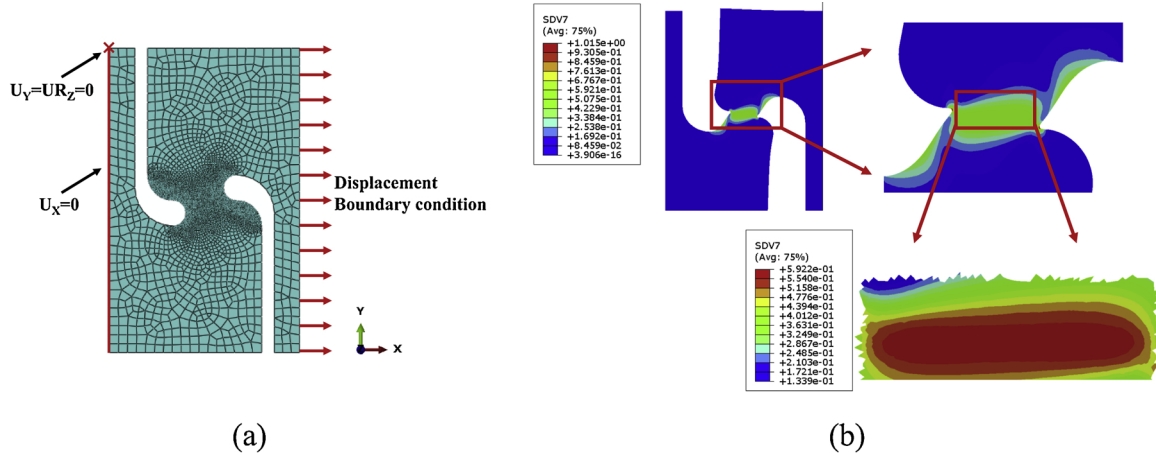 U_Y=UR_Z=0
U_X=0
Displacement
Boundary condition
Y
X
(a)
SDV7
(Avg: 75%)
+1.015e+00
+9.305e-01
+8.459e-01
+7.613e-01
+6.767e-01
+5.921e-01
+5.075e-01
+4.229e-01
+3.384e-01
+2.538e-01
+1.692e-01
+8.459e-02
+3.906e-16
SDV7
(Avg: 75%)
+5.922e-01
+5.540e-01
+5.158e-01
+4.776e-01
+4.394e-01
+4.012e-01
+3.631e-01
+3.249e-01
+2.867e-01
+2.485e-01
+2.103e-01
+1.721e-01
+1.339e-01
(b)